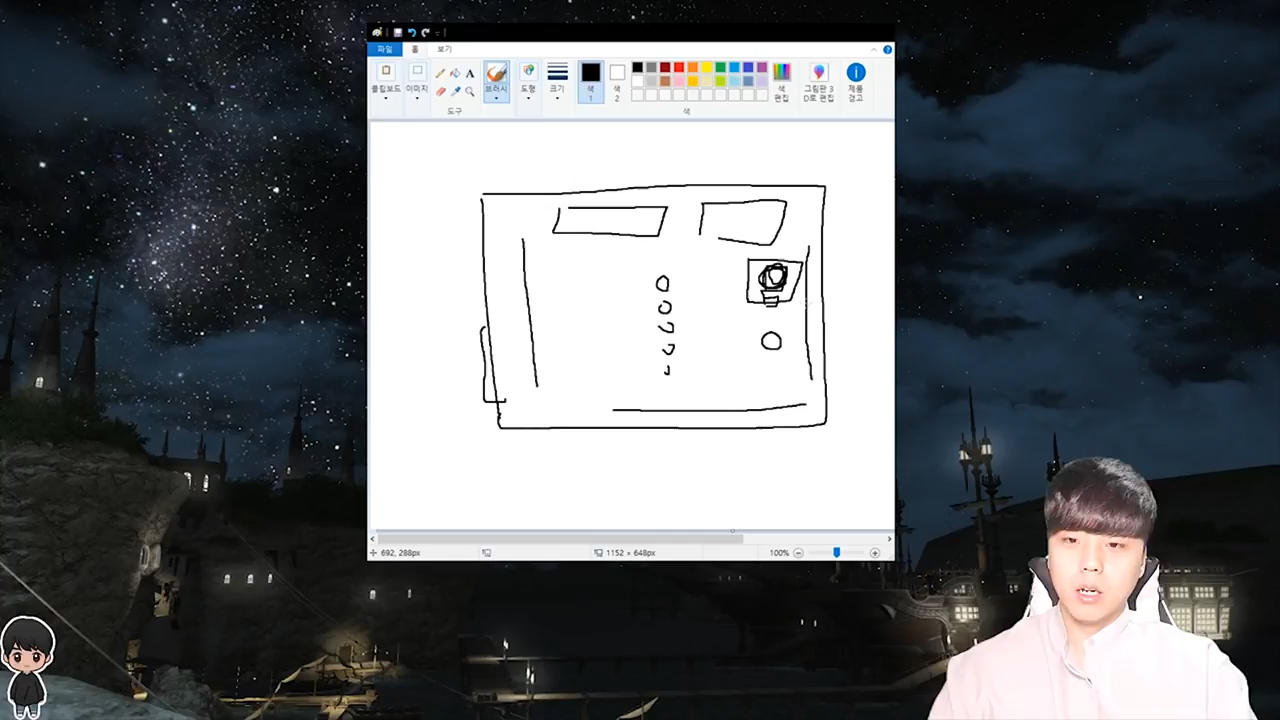 파일 홈 보기
클립보드 이미지 A 브러시 도형 크기 색 1 색 2 색 편집 그림판 3D로 편집 제품 경고
도구 색
692, 288px 1152 × 648px 100%